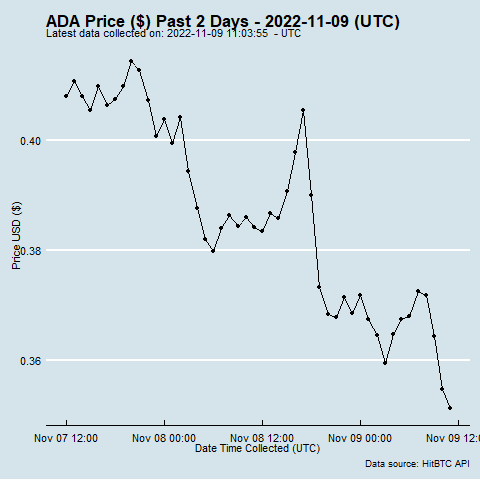 ADA Price ($) Past 2 Days - 2022-11-09 (UTC)
Latest data collected on: 2022-11-09 11:03:55 - UTC
0.40
0.38
0.36
Price USD ($)
Nov 07 12:00 Nov 08 00:00 Nov 08 12:00 Nov 09 00:00 Nov 09 12:
Date Time Collected (UTC)
Data source: HitBTC API